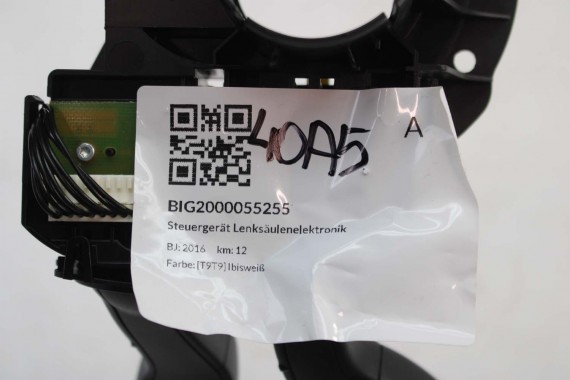 40A5 A
BIG2000055255
Steuergerät Lenksäulenelektronik
BJ: 2016 km: 12
Farbe: [T9T9] Ibisweiß